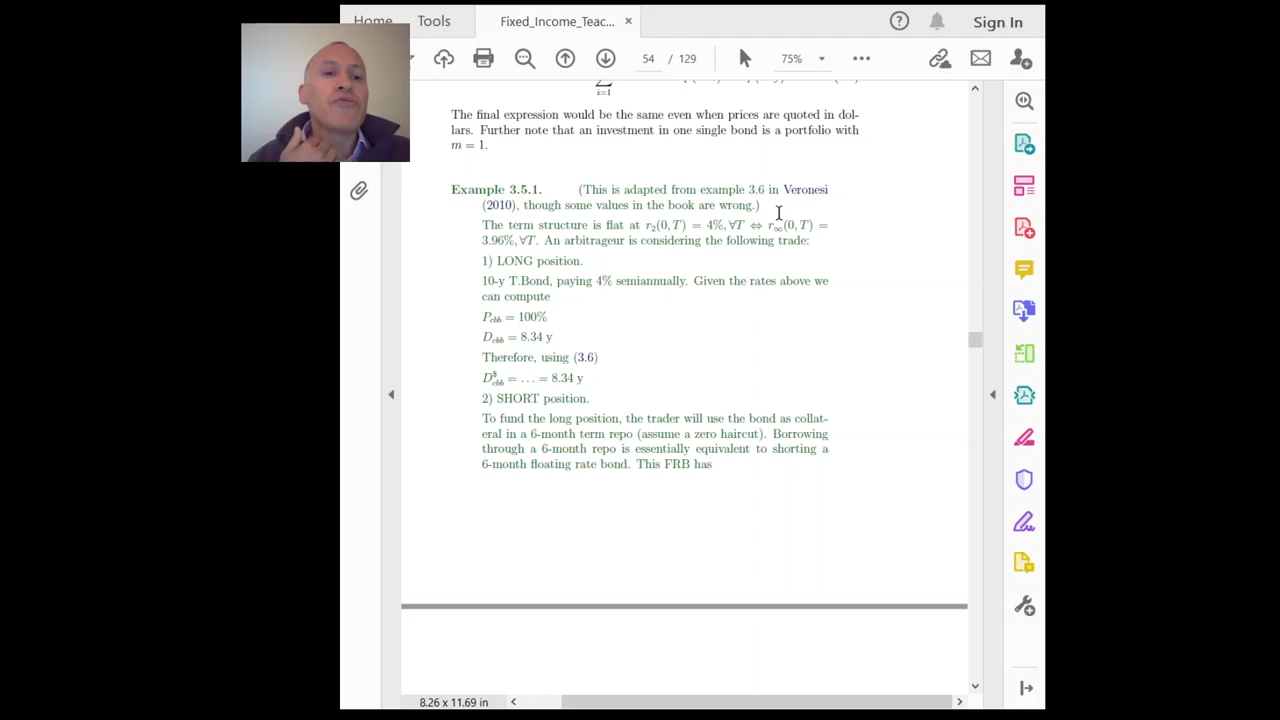 Home
Tools
Fixed_Income_Teac... ×
Sign In
54 / 129
75%
i=1
The final expression would be the same even when prices are quoted in dol-
lars. Further note that an investment in one single bond is a portfolio with
m = 1.
Example 3.5.1. (This is adapted from example 3.6 in Veronesi
(2010), though some values in the book are wrong.)
The term structure is flat at r₂(0, T) = 4%, ∀T ⇔ r∞(0, T) =
3.96%, ∀T. An arbitrageur is considering the following trade:
1) LONG position.
10-y T.Bond, paying 4% semiannually. Given the rates above we
can compute
P_cbb = 100%
D_cbb = 8.34 y
Therefore, using (3.6)
D^$_cbb = … = 8.34 y
2) SHORT position.
To fund the long position, the trader will use the bond as collat-
eral in a 6-month term repo (assume a zero haircut). Borrowing
through a 6-month repo is essentially equivalent to shorting a
6-month floating rate bond. This FRB has
8.26 x 11.69 in